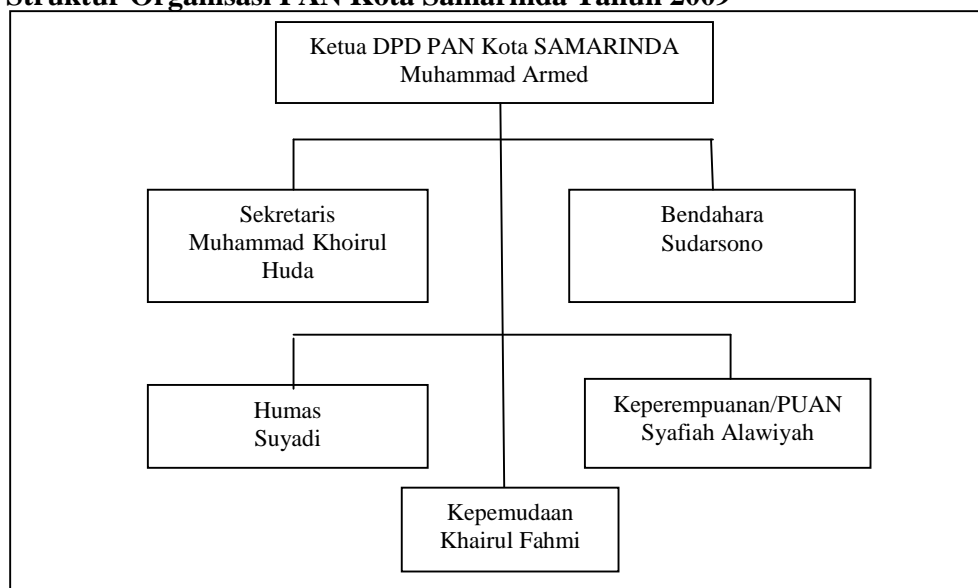 Struktur Organisasi PAN Kota Samarinda Tahun 2009
Ketua DPD PAN Kota SAMARINDA
Muhammad Armed
Sekretaris
Muhammad Khoirul
Huda
Bendahara
Sudarsono
Humas
Suyadi
Keperempuanan/PUAN
Syafiah Alawiyah
Kepemudaan
Khairul Fahmi